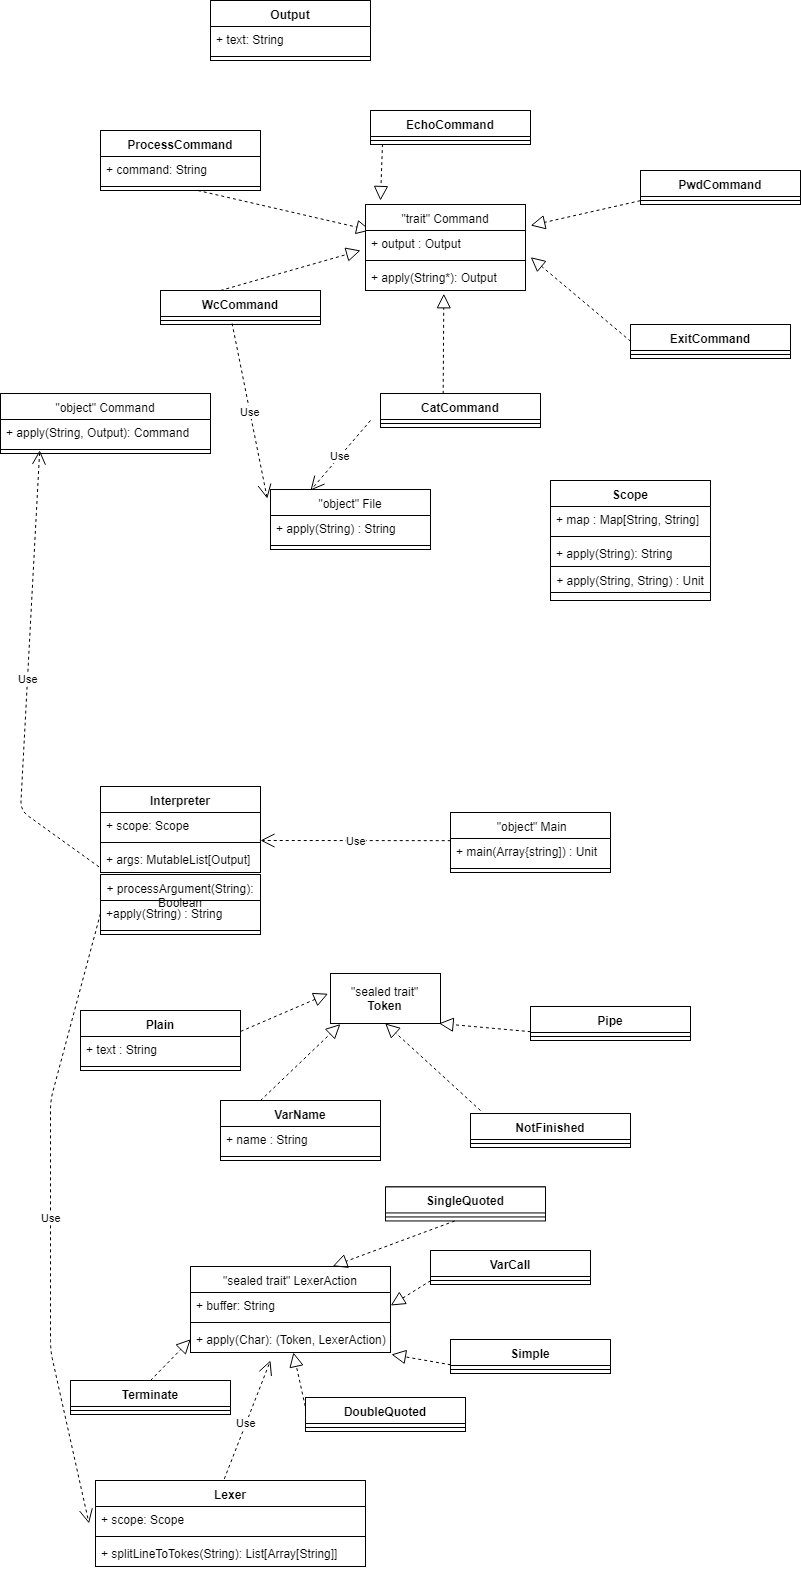 Output
+ text: String
EchoCommand
ProcessCommand
+ command: String
PwdCommand
"trait" Command
+ output : Output
+ apply(String*): Output
WcCommand
ExitCommand
"object" Command
+ apply(String, Output): Command
CatCommand
Use
Use
"object" File
+ apply(String) : String
Scope
+ map : Map[String, String]
+ apply(String): String
+ apply(String, String) : Unit
Use
Interpreter
+ scope: Scope
+ args: MutableList[Output]
+ processArgument(String):
Boolean
+apply(String) : String
Use
"object" Main
+ main(Array{string]) : Unit
"sealed trait"
Token
Plain
+ text : String
Pipe
VarName
+ name : String
NotFinished
Use
SingleQuoted
"sealed trait" LexerAction
+ buffer: String
+ apply(Char): (Token, LexerAction)
VarCall
Simple
Terminate
DoubleQuoted
Use
Lexer
+ scope: Scope
+ splitLineToTokes(String): List[Array[String]]